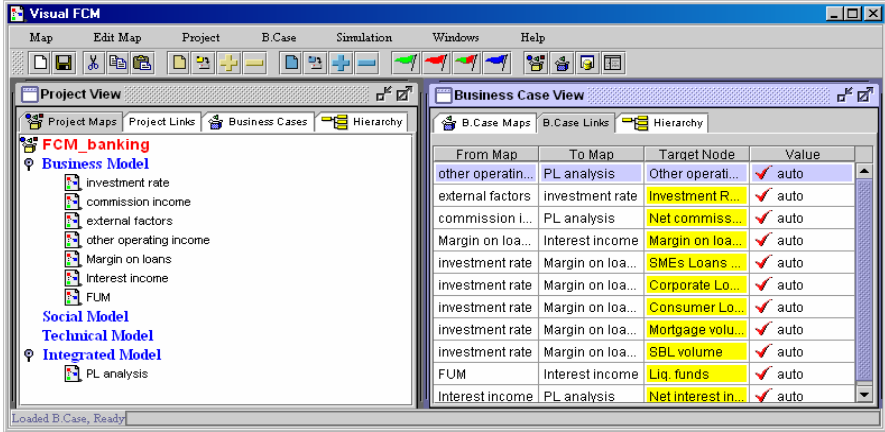 Visual FCM
Map Edit Map Project B.Case Simulation Windows Help
Project View
Project Maps Project Links Business Cases Hierarchy
FCM_banking
Business Model
investment rate
commission income
external factors
other operating income
Margin on loans
Interest income
FUM
Social Model
Technical Model
Integrated Model
PL analysis
Business Case View
B.Case Maps B.Case Links Hierarchy
From Map To Map Target Node Value
other operatin... PL analysis Other operati... auto
external factors investment rate Investment R... auto
commission i... PL analysis Net commiss... auto
Margin on loa... Interest income Margin on loa... auto
investment rate Margin on loa... SMEs Loans ... auto
investment rate Margin on loa... Corporate Lo... auto
investment rate Margin on loa... Consumer Lo... auto
investment rate Margin on loa... Mortgage volu... auto
investment rate Margin on loa... SBL volume auto
FUM Interest income Liq. funds auto
Interest income PL analysis Net interest in... auto
Loaded B.Case, Ready